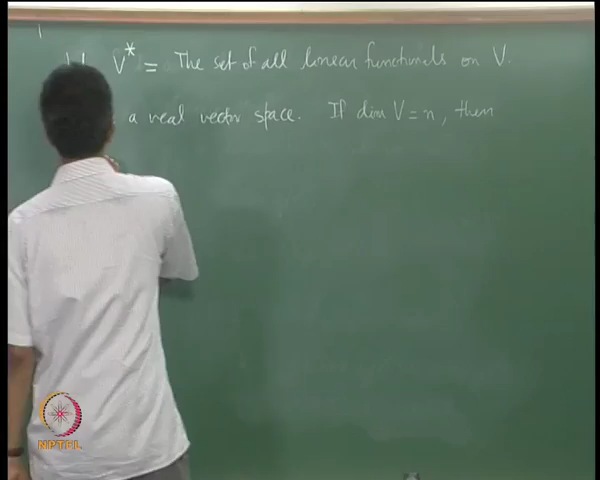 V* = The set of all linear functionals on V.
a real vector space. If dim V = n, then
NPTEL